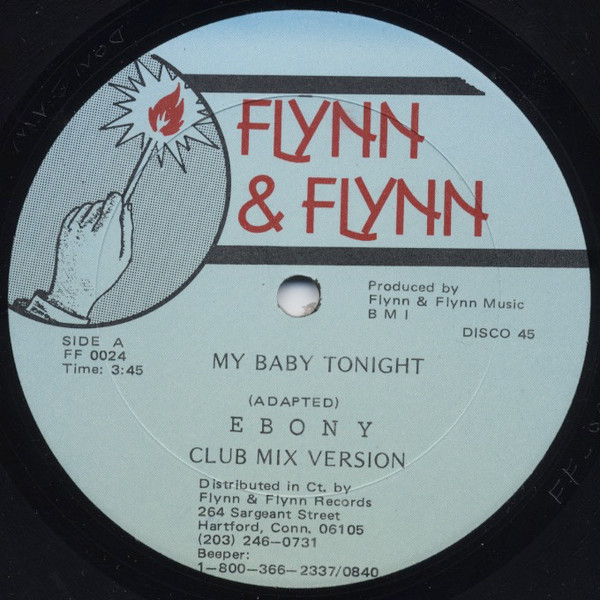 FLYNN
& FLYNN
Produced by
Flynn & Flynn Music
B M I
DISCO 45
SIDE A
FF 0024
Time: 3:45
MY BABY TONIGHT
(ADAPTED)
E B O N Y
CLUB MIX VERSION
Distributed in Ct. by
Flynn & Flynn Records
264 Sargeant Street
Hartford, Conn. 06105
(203) 246–0731
Beeper:
1–800–366–2337/0840